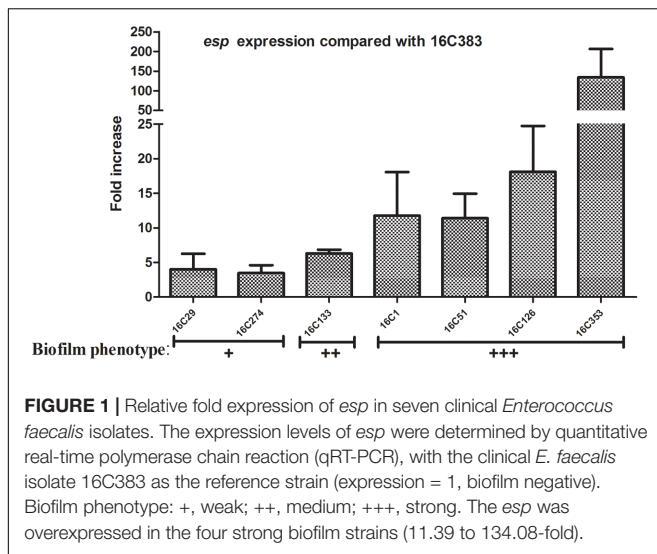 esp expression compared with 16C383
Fold increase
250
200
150
100
50
25
20
15
10
5
0
16C29
16C274
16C133
16C1
16C51
16C126
16C353
Biofilm phenotype:
+
++
+++
FIGURE 1 | Relative fold expression of esp in seven clinical Enterococcus
faecalis isolates. The expression levels of esp were determined by quantitative
real-time polymerase chain reaction (qRT-PCR), with the clinical E. faecalis
isolate 16C383 as the reference strain (expression = 1, biofilm negative).
Biofilm phenotype: +, weak; ++, medium; +++, strong. The esp was
overexpressed in the four strong biofilm strains (11.39 to 134.08-fold).